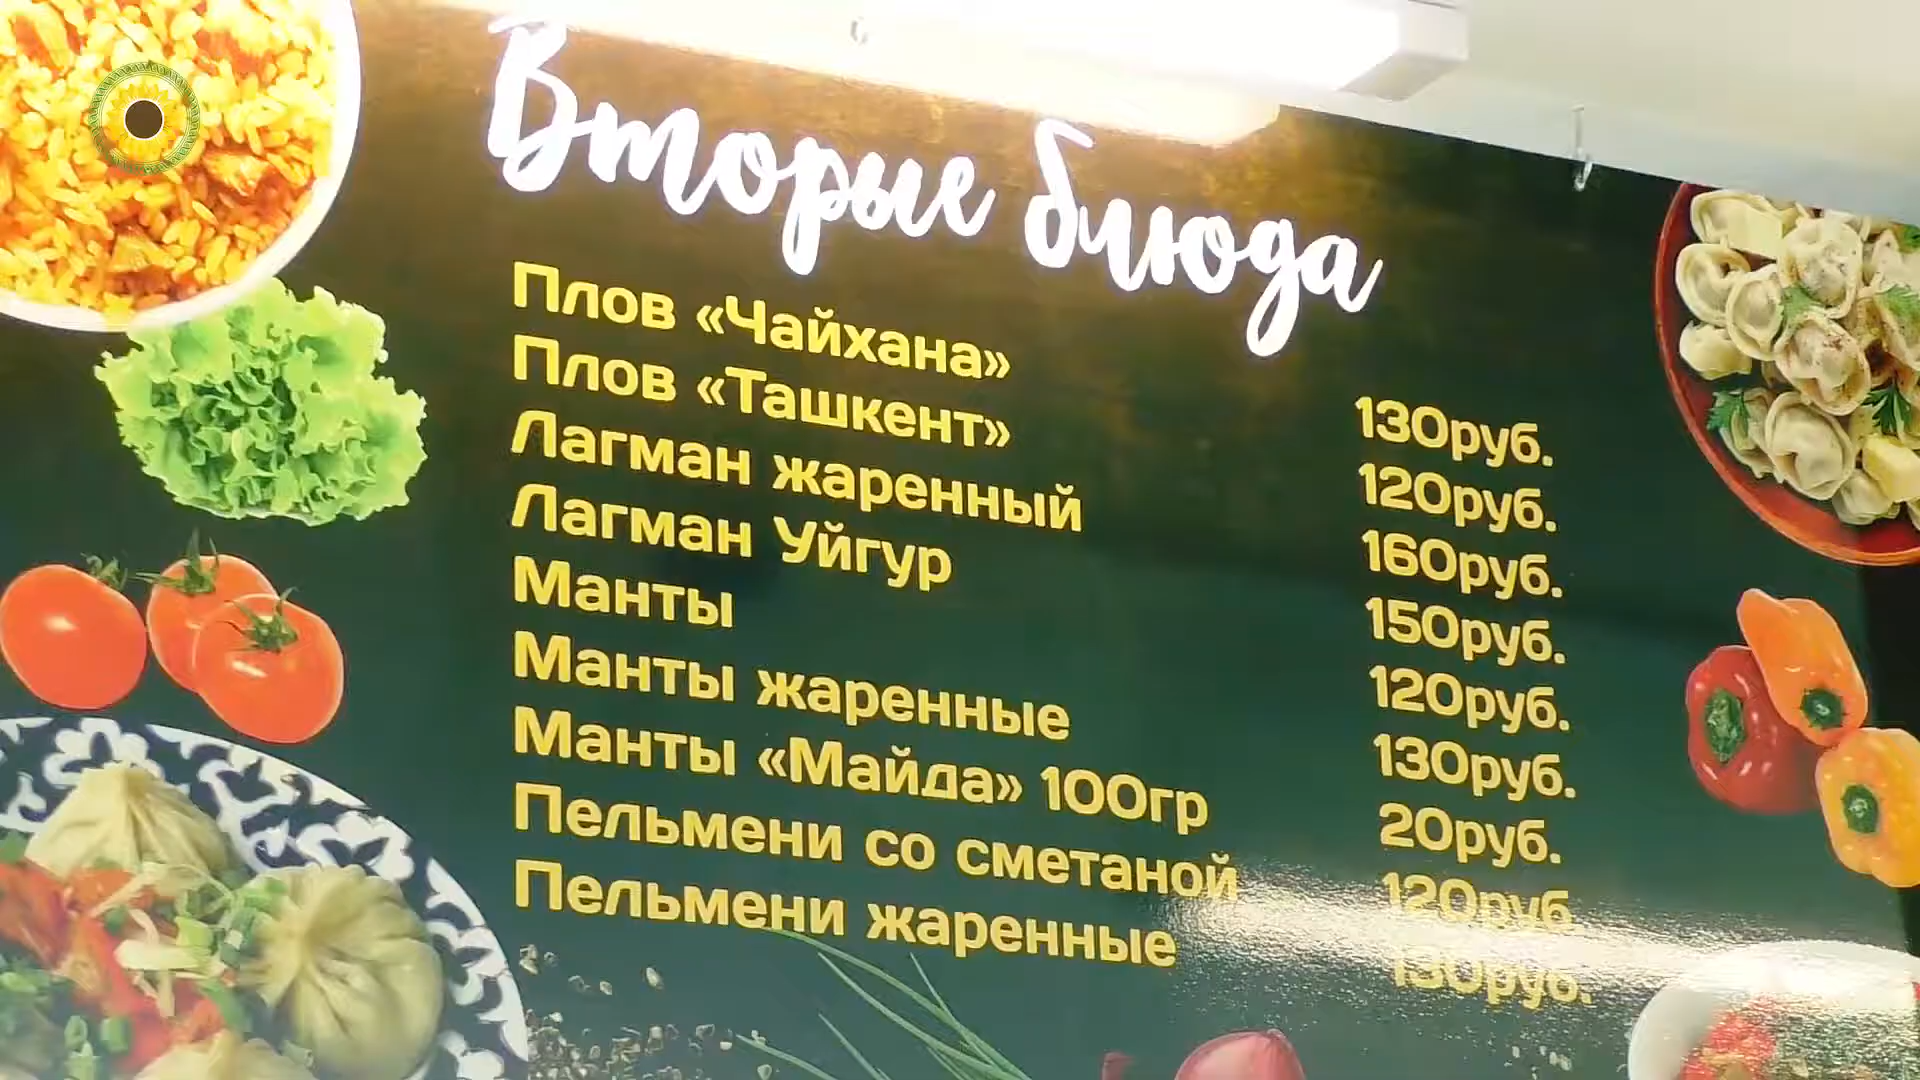 Вторые блюда
Плов «Чайхана» 130руб.
Плов «Ташкент» 120руб.
Лагман жаренный 160руб.
Лагман Уйгур 150руб.
Манты 120руб.
Манты жаренные 130руб.
Манты «Майда» 100гр 20руб.
Пельмени со сметаной 120руб.
Пельмени жаренные 130руб.